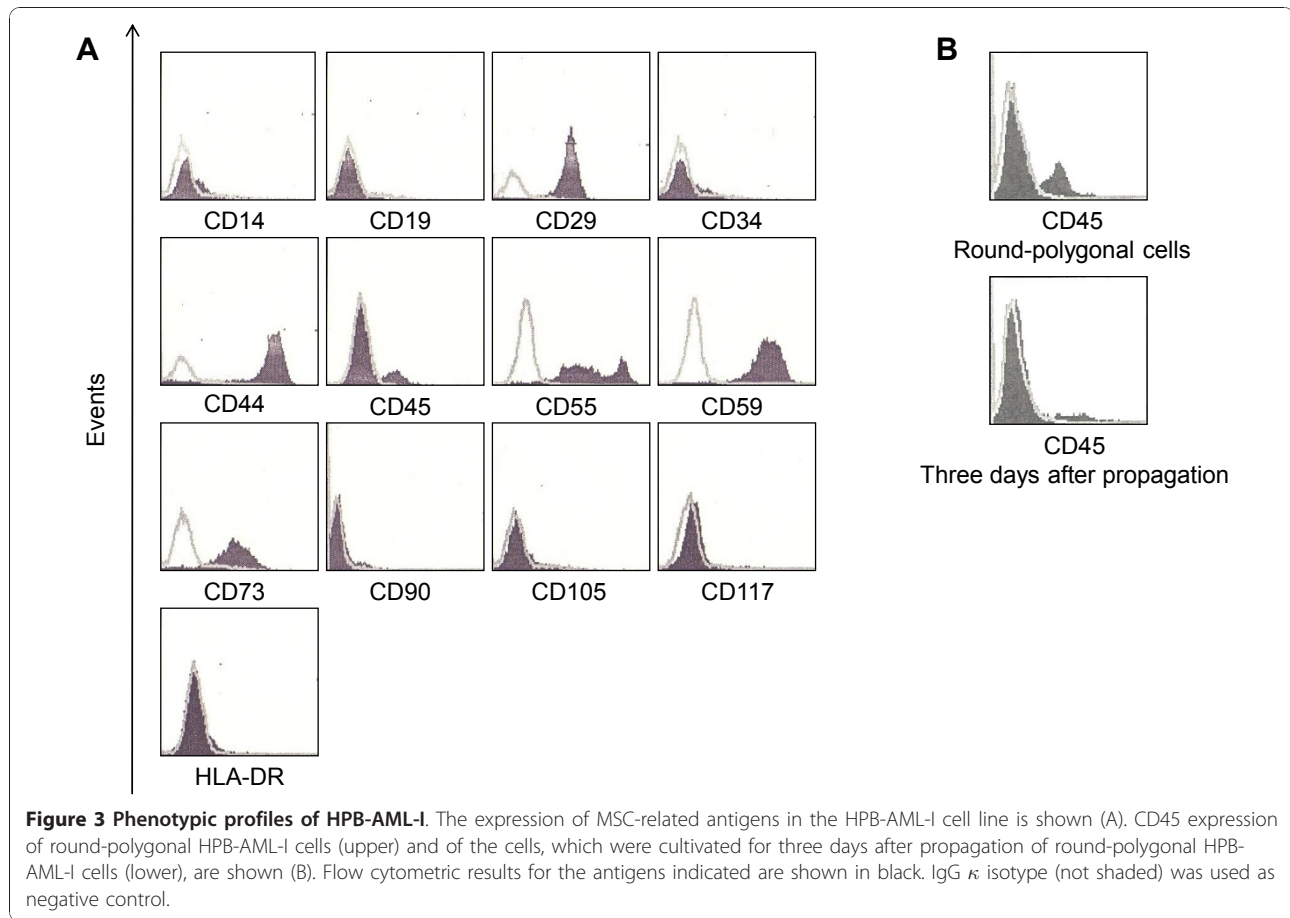 A
B
CD14 CD19 CD29 CD34
CD45
Round-polygonal cells
CD44 CD45 CD55 CD59
CD45
Three days after propagation
Events
CD73 CD90 CD105 CD117
HLA-DR
Figure 3 Phenotypic profiles of HPB-AML-I. The expression of MSC-related antigens in the HPB-AML-I cell line is shown (A). CD45 expression
of round-polygonal HPB-AML-I cells (upper) and of the cells, which were cultivated for three days after propagation of round-polygonal HPB-
AML-I cells (lower), are shown (B). Flow cytometric results for the antigens indicated are shown in black. IgG κ isotype (not shaded) was used as
negative control.